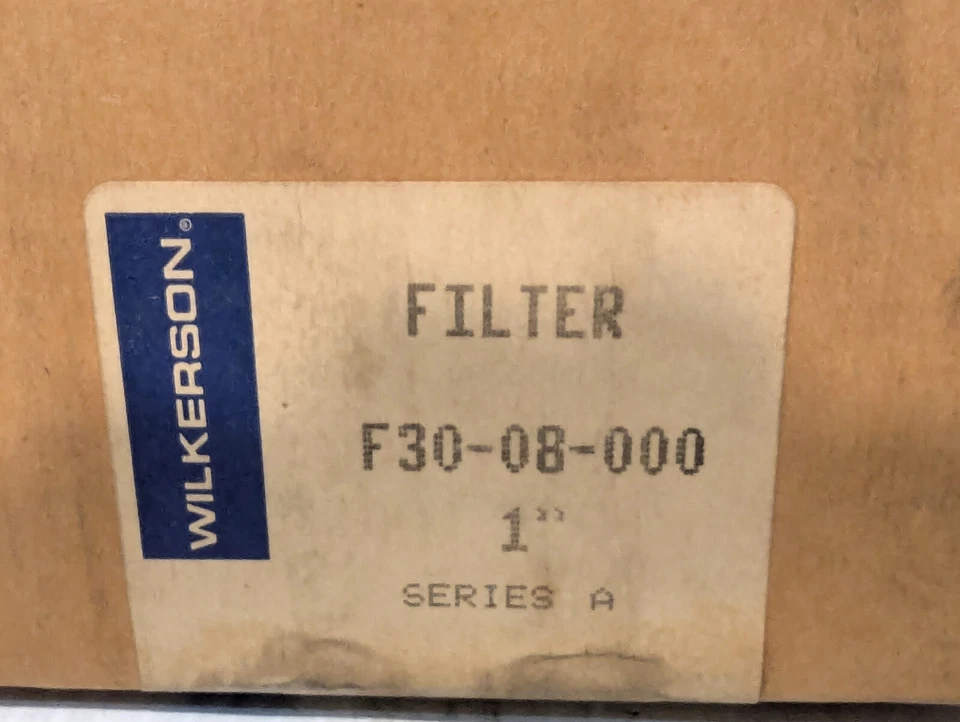 WILKERSON®
FILTER
F30-08-000
1"
SERIES A